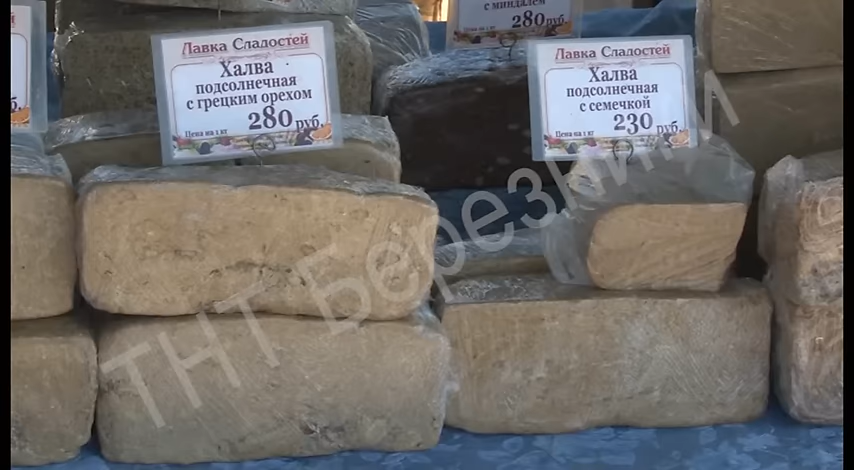 с миндалем
280 руб.
Лавка Сладостей
Халва
подсолнечная
с грецким орехом
280 руб.
Цена за 1 кг
Лавка Сладостей
Халва
подсолнечная
с семечкой
230 руб.
Цена за 1 кг
ТНТ Березники